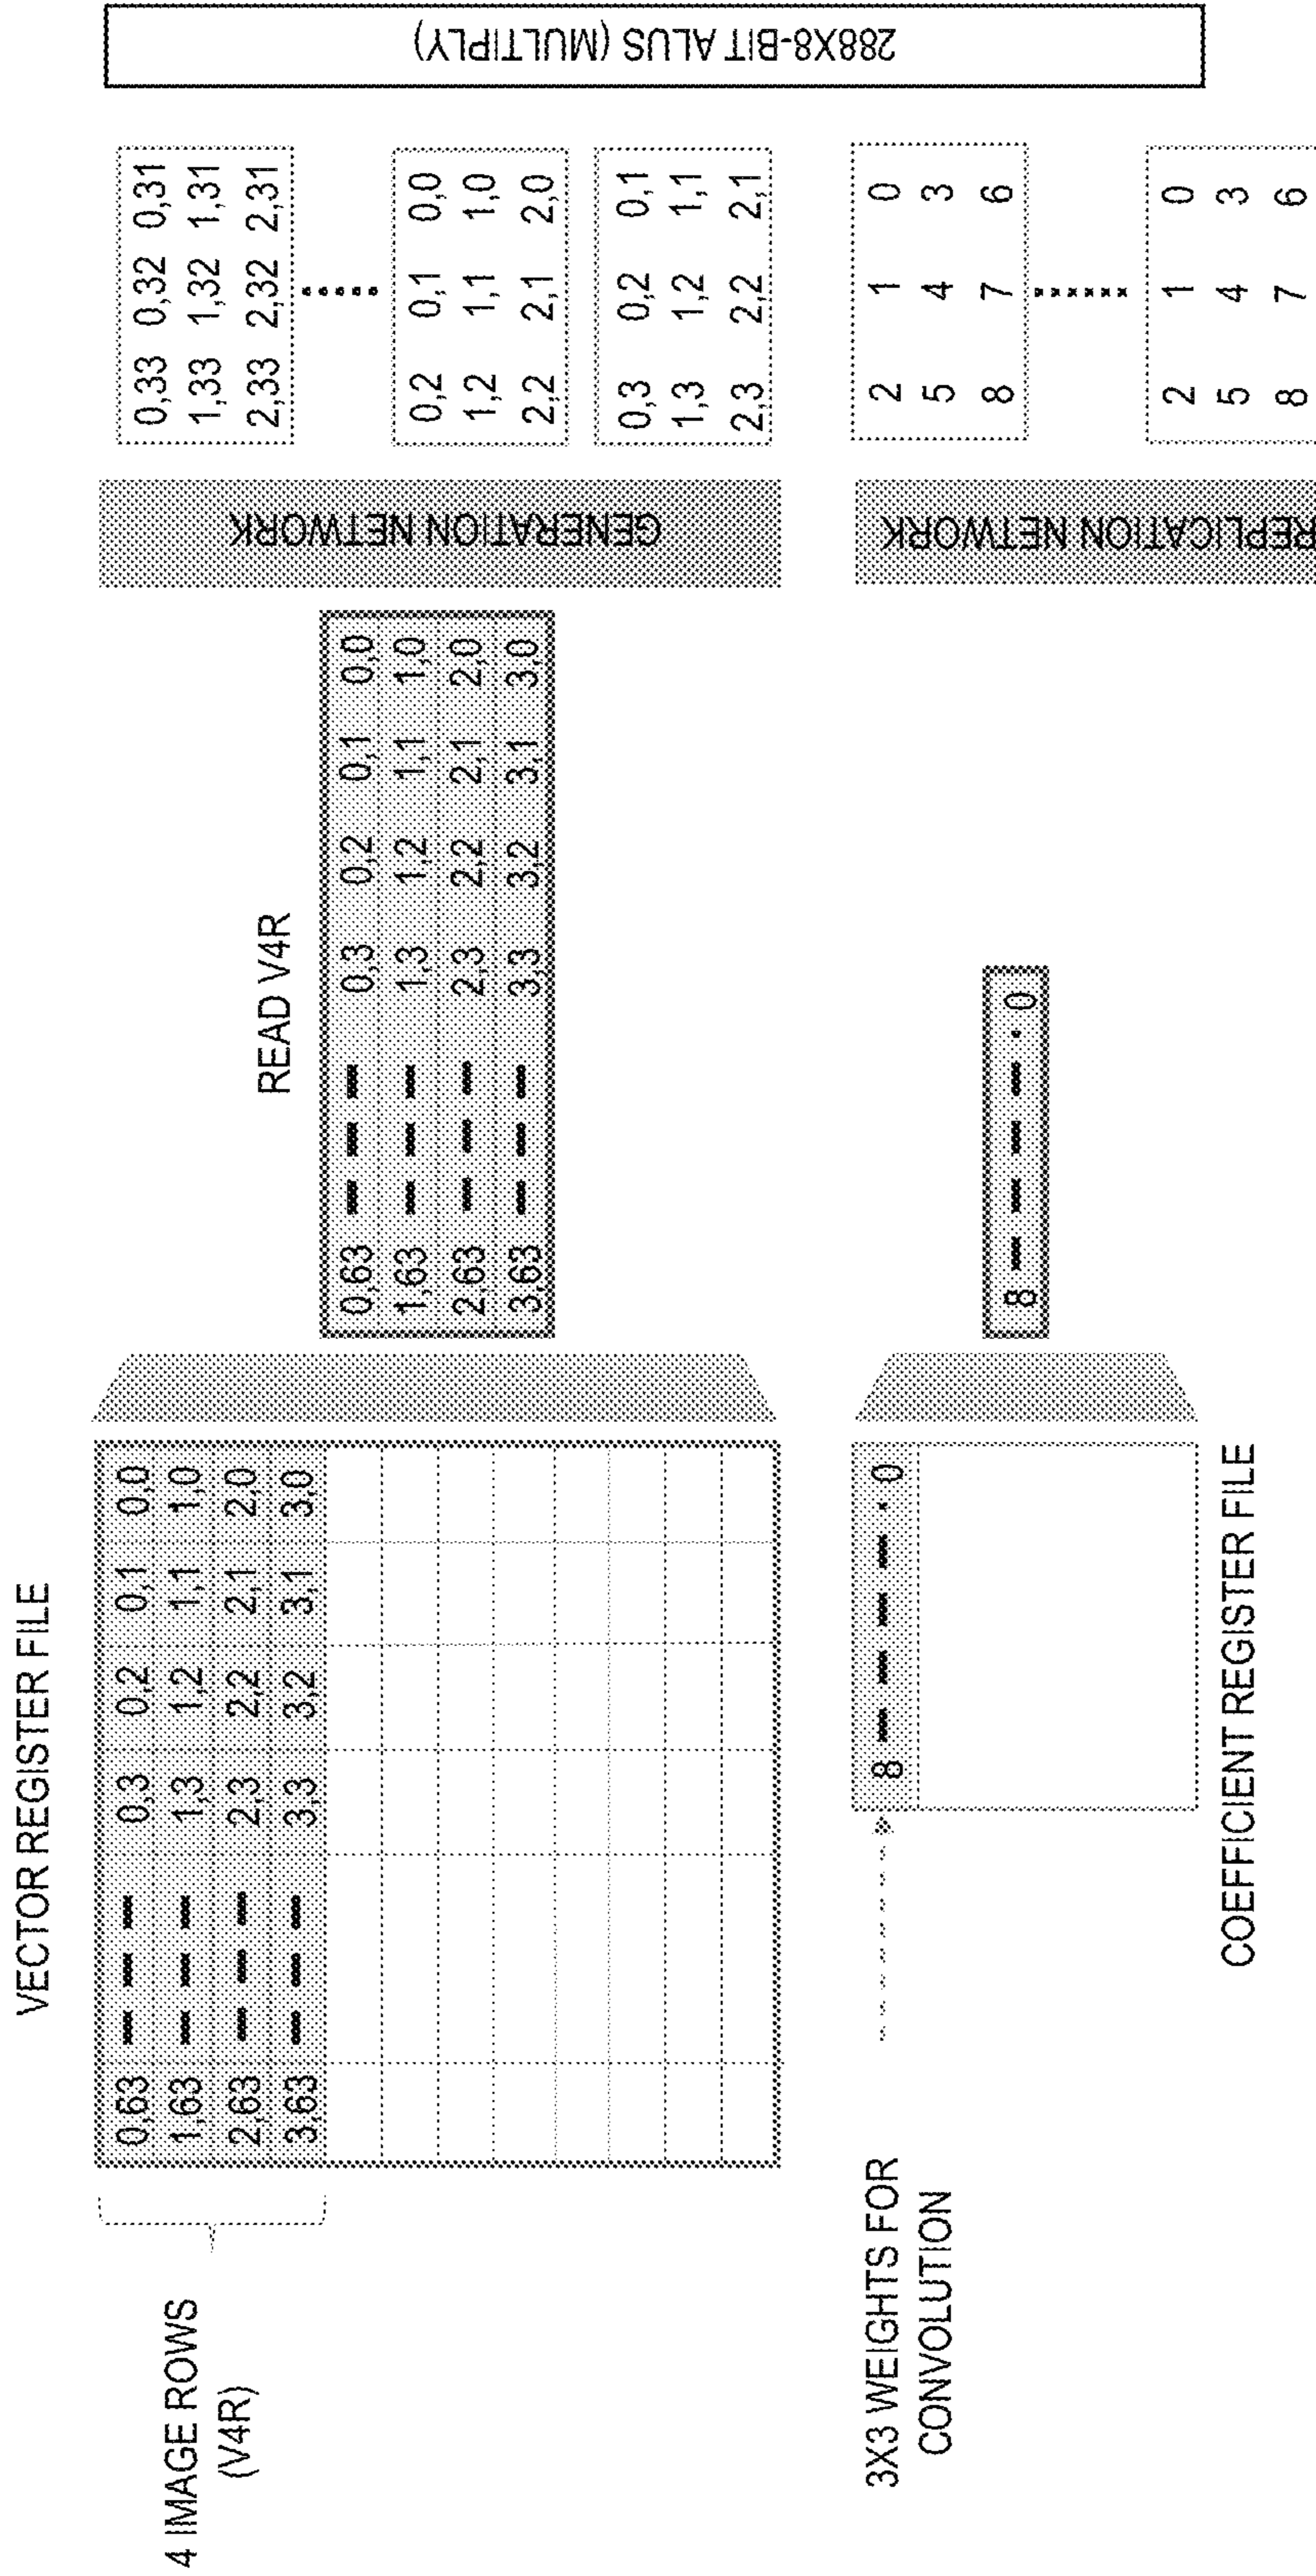 VECTOR REGISTER FILE
4 IMAGE ROWS
(V4R)
0,63 — — — 0,3 0,2 0,1 0,0
1,63 — — — 1,3 1,2 1,1 1,0
2,63 — — — 2,3 2,2 2,1 2,0
3,63 — — — 3,3 3,2 3,1 3,0
READ V4R
0,63 — — — 0,3 0,2 0,1 0,0
1,63 — — — 1,3 1,2 1,1 1,0
2,63 — — — 2,3 2,2 2,1 2,0
3,63 — — — 3,3 3,2 3,1 3,0
GENERATION NETWORK
0,33 0,32 0,31
1,33 1,32 1,31
2,33 2,32 2,31
0,2 0,1 0,0
1,2 1,1 1,0
2,2 2,1 2,0
0,3 0,2 0,1
1,3 1,2 1,1
2,3 2,2 2,1
288X8-BIT ALUS (MULTIPLY)
3X3 WEIGHTS FOR
CONVOLUTION
8 — — — — · 0
COEFFICIENT REGISTER FILE
8 — — — — · 0
REPLICATION NETWORK
2 1 0
5 4 3
8 7 6
2 1 0
5 4 3
8 7 6